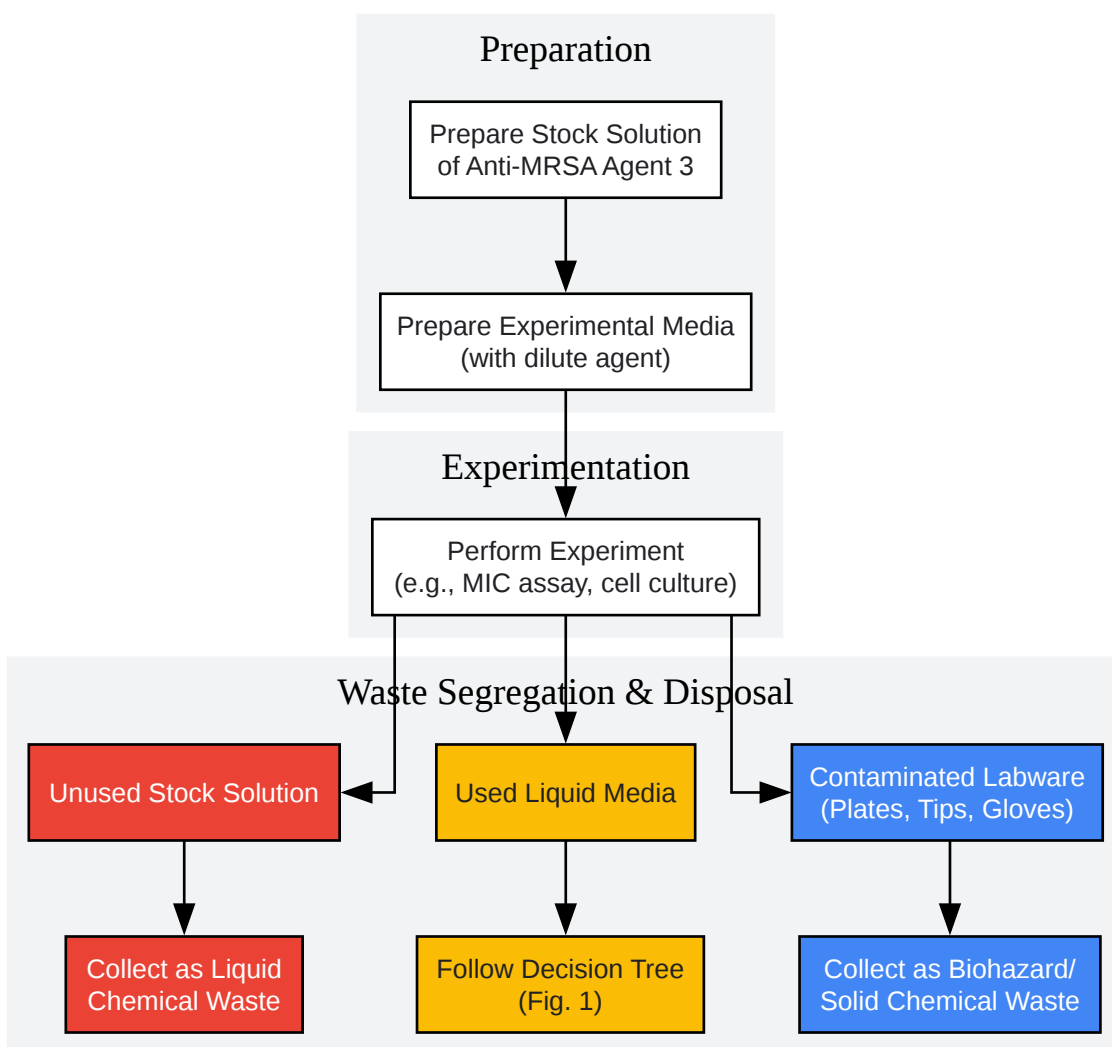 Preparation
Prepare Stock Solution
of Anti-MRSA Agent 3
Prepare Experimental Media
(with dilute agent)
Experimentation
Perform Experiment
(e.g., MIC assay, cell culture)
Waste Segregation & Disposal
Unused Stock Solution
Used Liquid Media
Contaminated Labware
(Plates, Tips, Gloves)
Collect as Liquid
Chemical Waste
Follow Decision Tree
(Fig. 1)
Collect as Biohazard/
Solid Chemical Waste